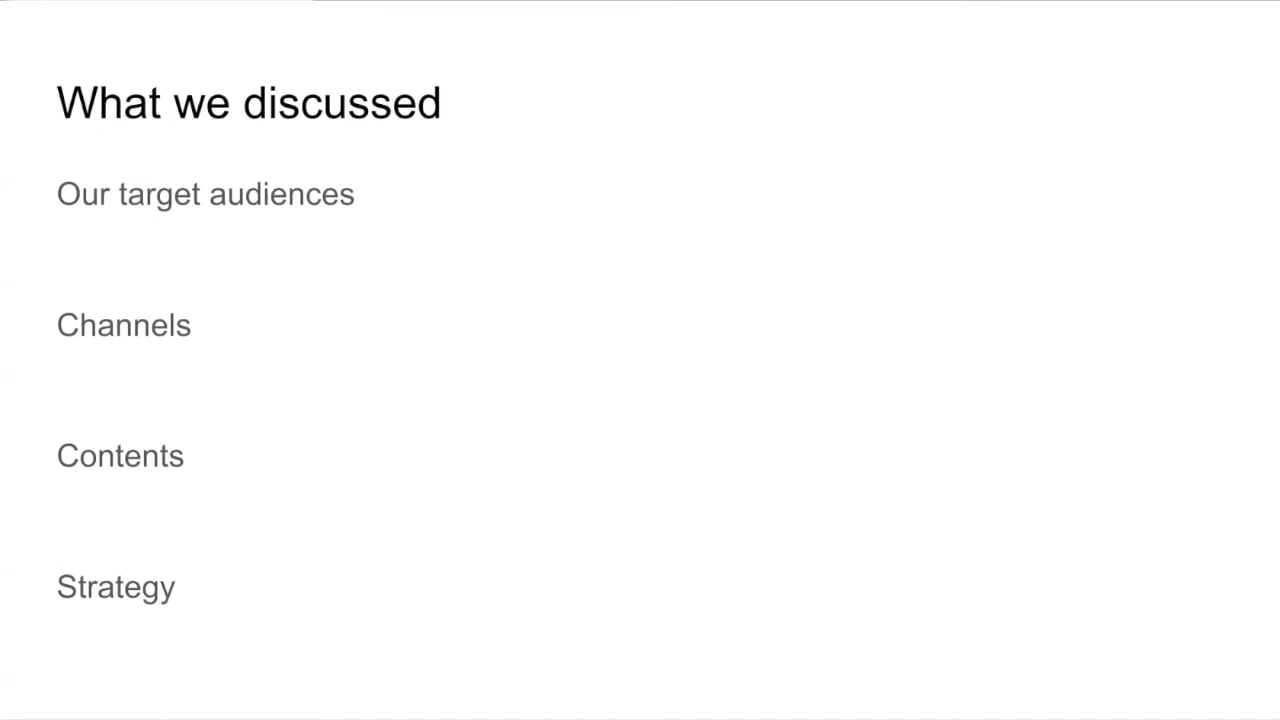 What we discussed
Our target audiences
Channels
Contents
Strategy